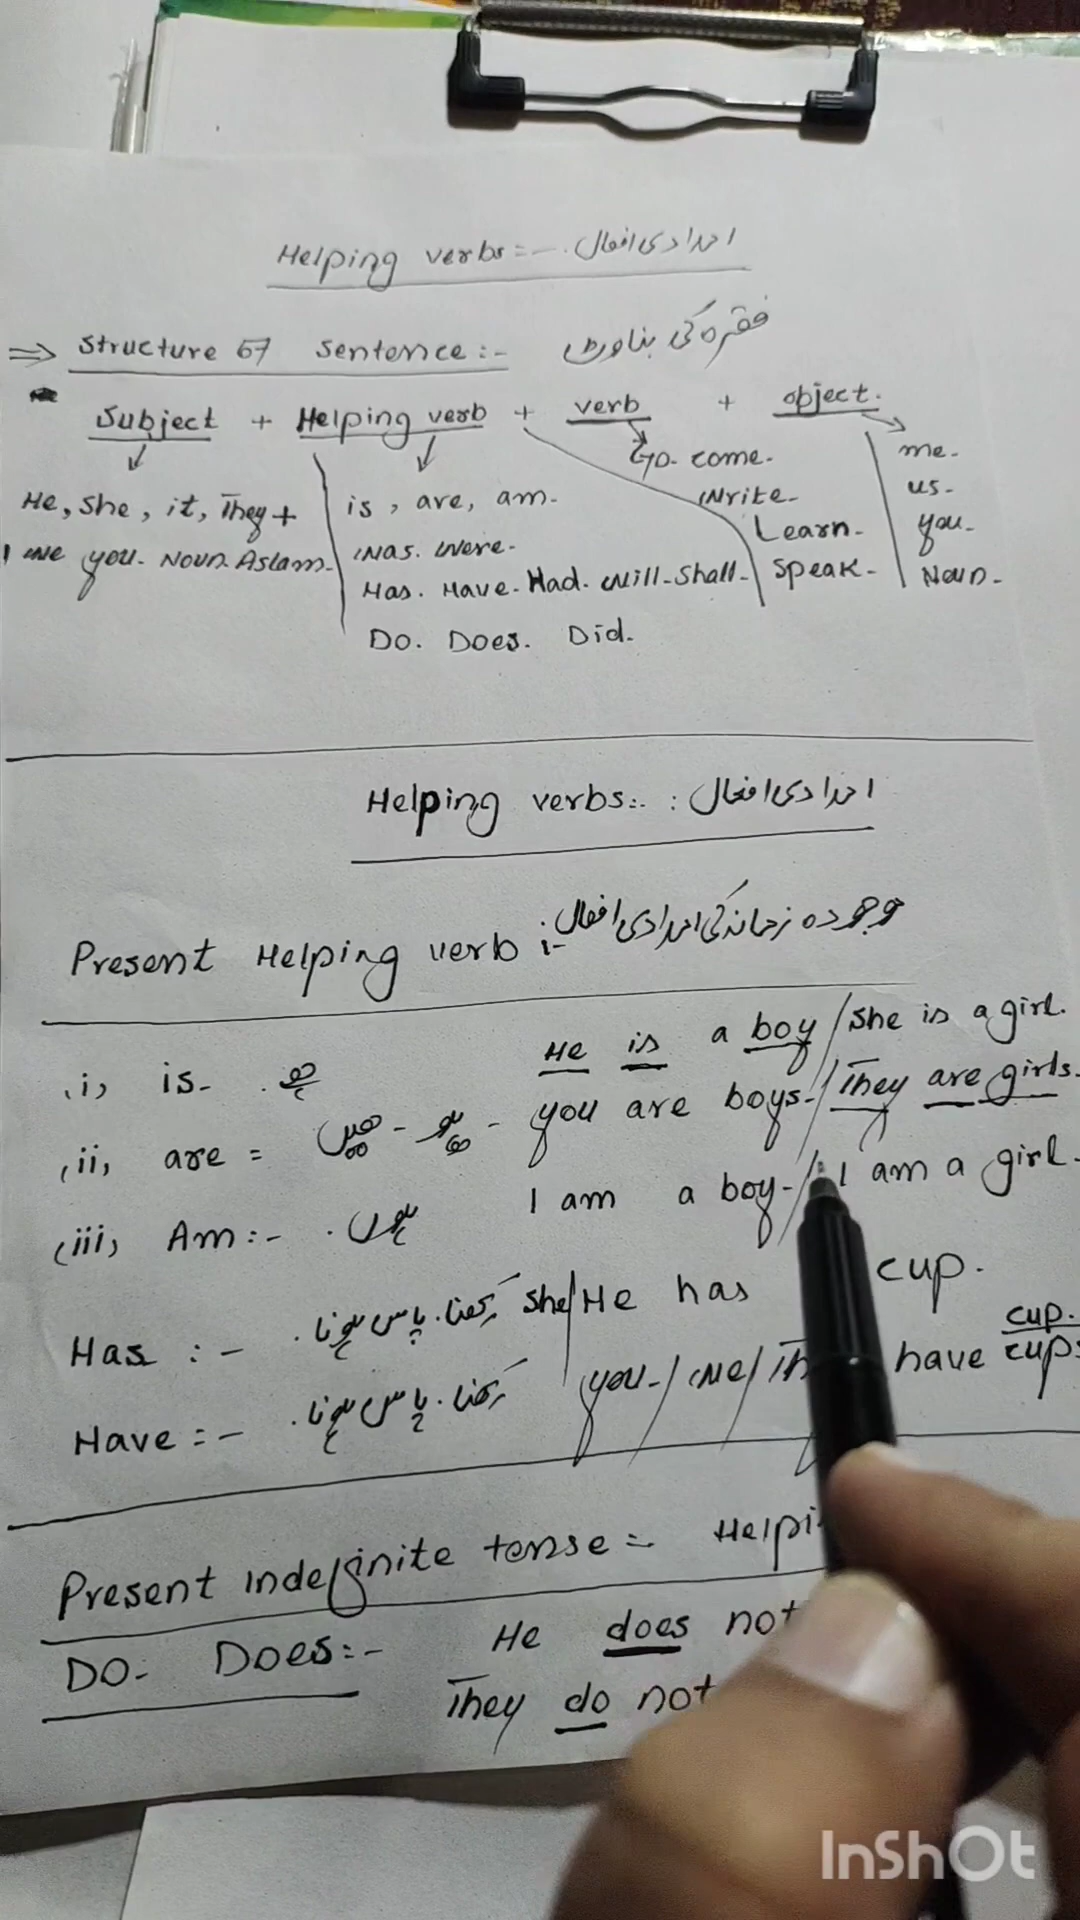 Helping verbs:-. امدادی افعال
⇒ Structure of Sentence:- فقرہ کی بناوٹ
Subject + Helping verb + verb + object.
He, She, it, They +
I We you. Noun. Aslam.
is, are, am.
Was. Were.
Has. Have. Had. Will. Shall.
Do. Does. Did.
Go. come.
Write.
Learn.
Speak.
me.
us.
you.
Noun.
Helping verbs:. : امدادی افعال
Present Helping verb :- موجودہ زمانہ کی امدادی افعال
(i) is- ہے. He is a boy / She is a girl.
(ii) are = ہیں - ہو - you are boys- / They are girls.
(iii) Am:- ہوں. I am a boy- / I am a girl.
Has :- رکھنا. پاس ہونا. She/He has cup.
Have :- رکھنا. پاس ہونا. you / We / Th have cup. cups
Present indefinite tense = Helpi
DO. DOES:- He does not
They do not
InShOt